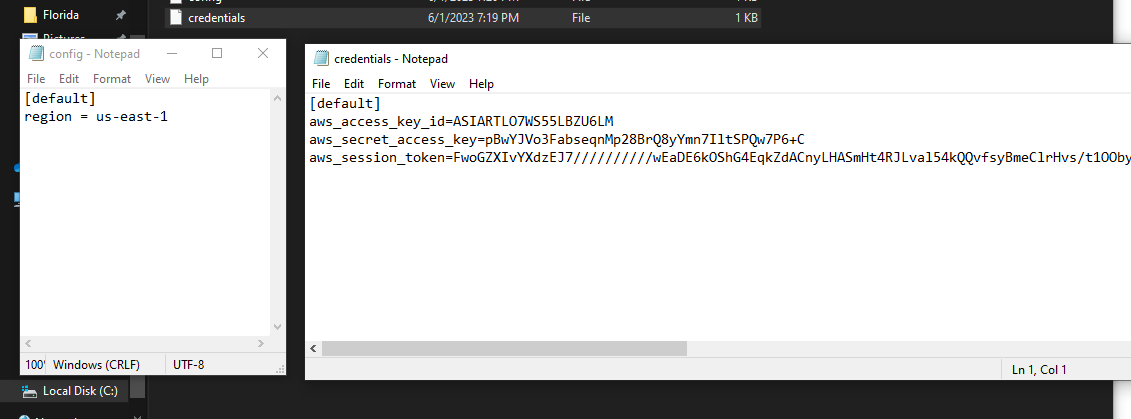 Florida
credentials
6/1/2023 7:19 PM
File
1 KB
config - Notepad
File Edit Format View Help
[default]
region = us-east-1
100% Windows (CRLF) UTF-8
credentials - Notepad
File Edit Format View Help
[default]
aws_access_key_id=ASIARTLO7WS55LBZU6LM
aws_secret_access_key=pBwYJVo3FabseqnMp28BrQ8yYmn7IltSPQw7P6+C
aws_session_token=FwoGZXIvYXdzEJ7//////////wEaDE6kOShG4EqkZdACnyLHASmHt4RJLval54kQQvfsyBmeClrHvs/t1OOby
Ln 1, Col 1
Local Disk (C:)